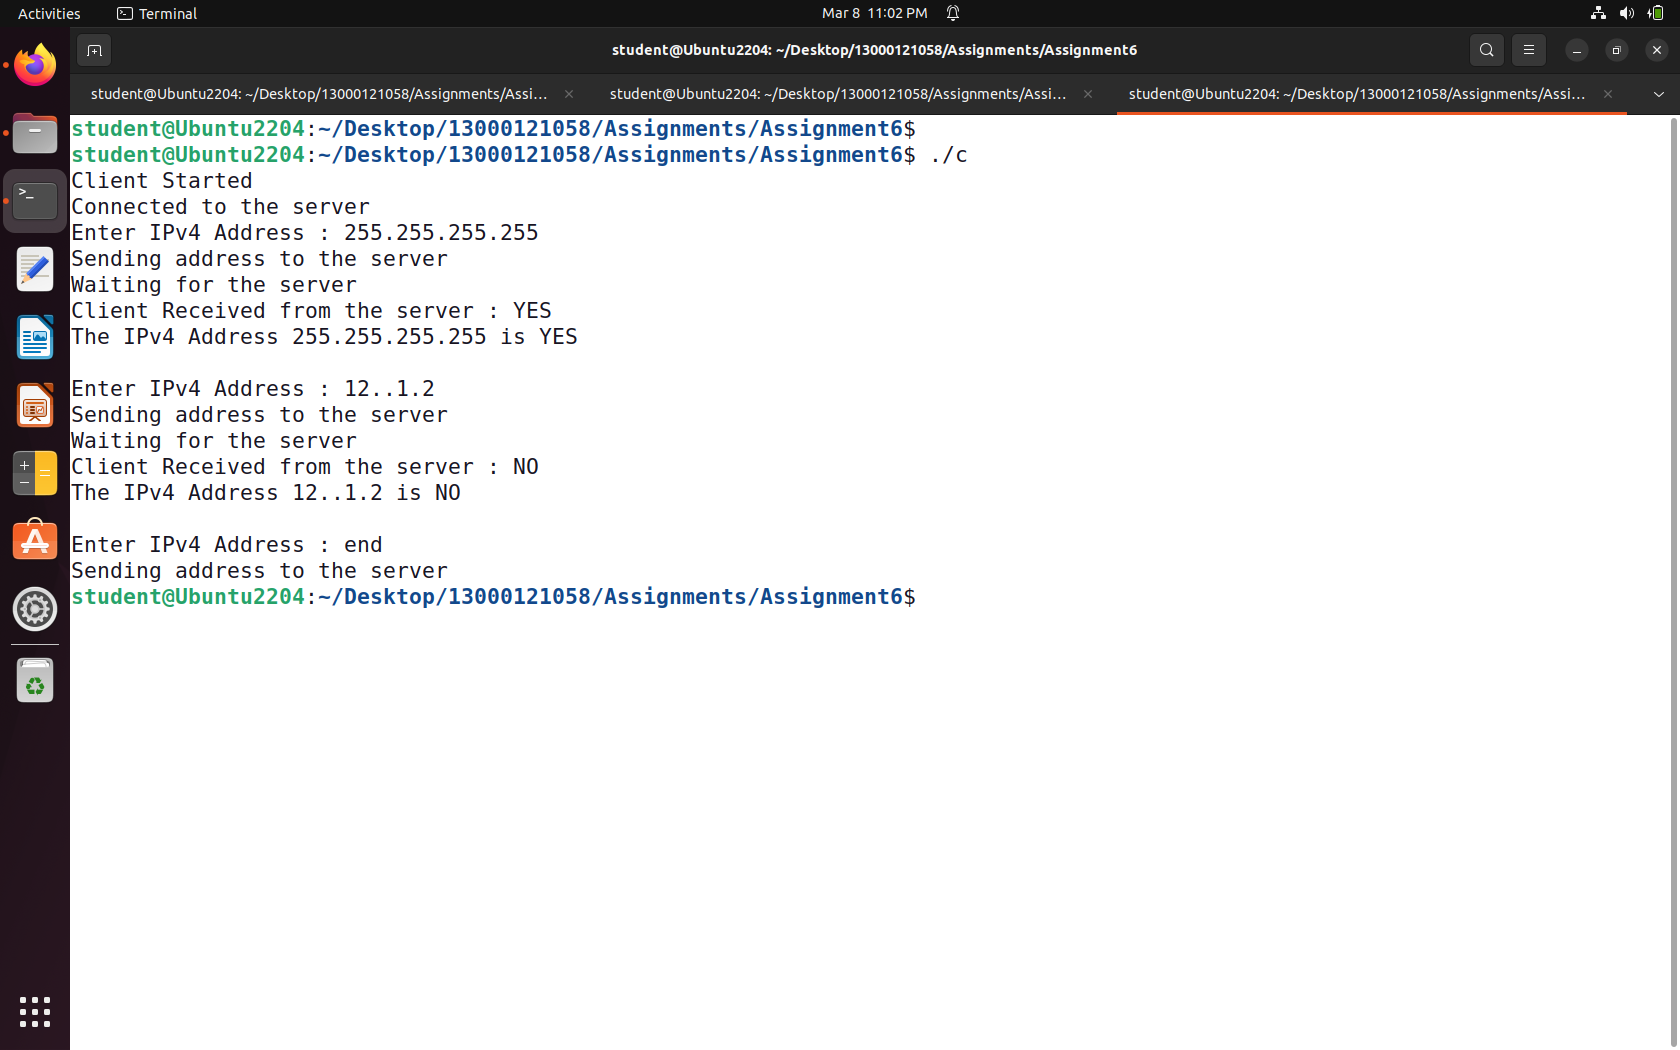 Activities Terminal Mar 8 11:02 PM
student@Ubuntu2204: ~/Desktop/13000121058/Assignments/Assignment6
student@Ubuntu2204: ~/Desktop/13000121058/Assignments/Assi... student@Ubuntu2204: ~/Desktop/13000121058/Assignments/Assi... student@Ubuntu2204: ~/Desktop/13000121058/Assignments/Assi...
student@Ubuntu2204:~/Desktop/13000121058/Assignments/Assignment6$
student@Ubuntu2204:~/Desktop/13000121058/Assignments/Assignment6$ ./c
Client Started
Connected to the server
Enter IPv4 Address : 255.255.255.255
Sending address to the server
Waiting for the server
Client Received from the server : YES
The IPv4 Address 255.255.255.255 is YES
Enter IPv4 Address : 12..1.2
Sending address to the server
Waiting for the server
Client Received from the server : NO
The IPv4 Address 12..1.2 is NO
Enter IPv4 Address : end
Sending address to the server
student@Ubuntu2204:~/Desktop/13000121058/Assignments/Assignment6$